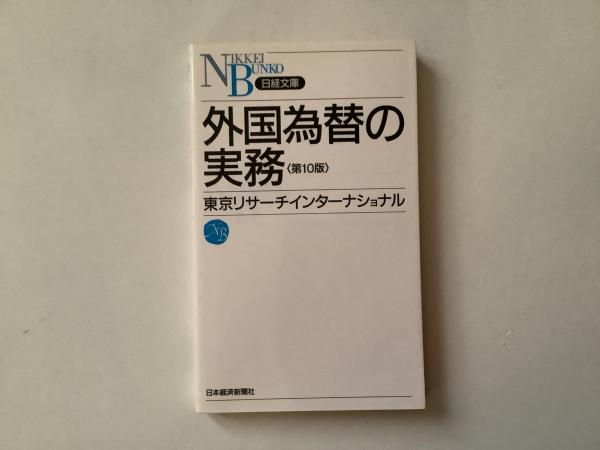 NIKKEI
BUNKO
日経文庫
外国為替の
実務〈第10版〉
東京リサーチインターナショナル
NB
日本経済新聞社